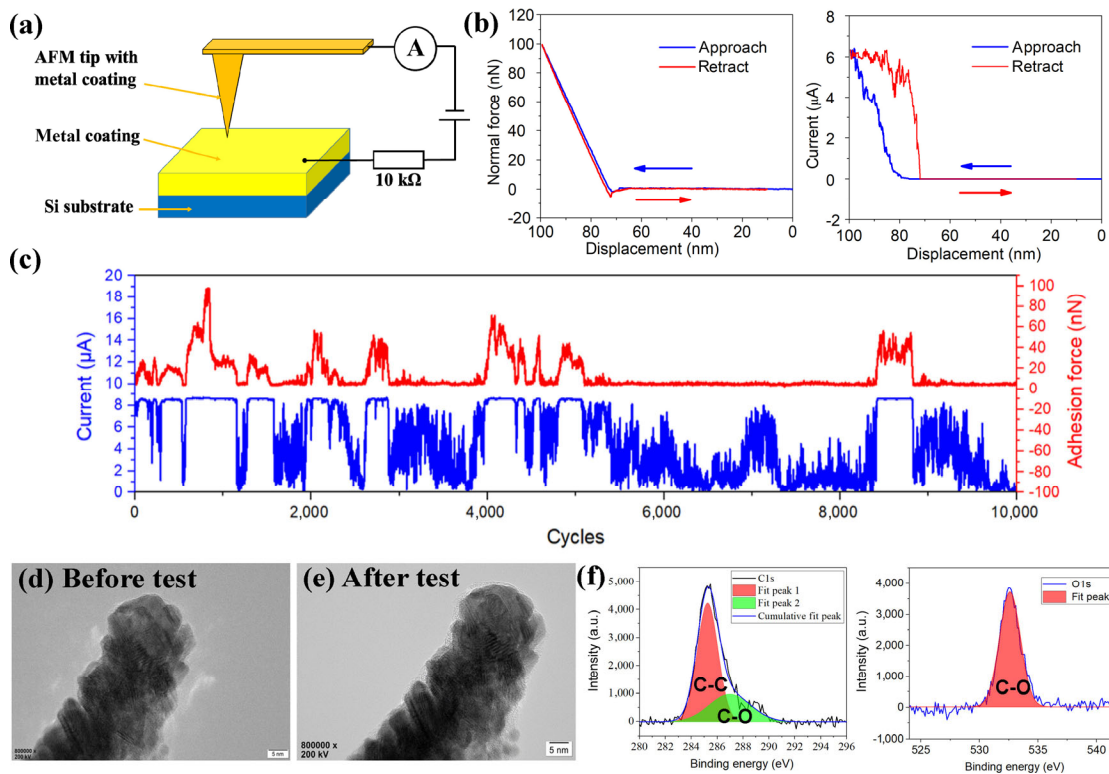 (a)
AFM tip with
metal coating
Metal coating
Si substrate
A
10 kΩ
(b)
Normal force (nN)
120
100
80
60
40
20
0
-20
Approach
Retract
100 80 60 40 20 0
Displacement (nm)
Current (μA)
8
6
4
2
0
-2
Approach
Retract
100 80 60 40 20 0
Displacement (nm)
(c)
Current (μA)
20
18
16
14
12
10
8
6
4
2
0
Adhesion force (nN)
100
80
60
40
20
0
-20
-40
-60
-80
-100
0 2,000 4,000 6,000 8,000 10,000
Cycles
(d) Before test
800000 x
200 kV
5 nm
(e) After test
800000 x
200 kV
5 nm
(f)
Intensity (a.u.)
5,000
4,000
3,000
2,000
1,000
0
C1s
Fit peak 1
Fit peak 2
Cumulative fit peak
C-C
C-O
280 282 284 286 288 290 292 294 296
Binding energy (eV)
Intensity (a.u.)
4,000
3,000
2,000
1,000
0
-1,000
O1s
Fit peak
C-O
525 530 535 540
Binding energy (eV)